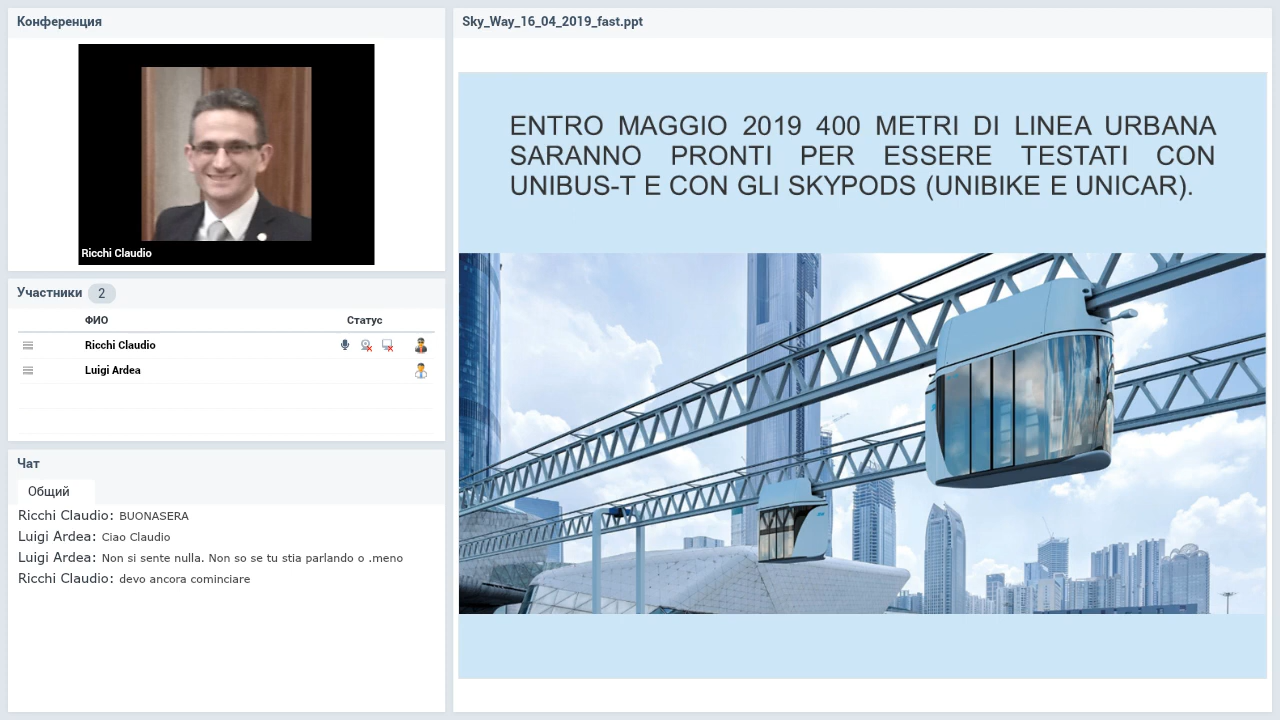 Конференция
Ricchi Claudio
Участники 2
ФИО Статус
Ricchi Claudio
Luigi Ardea
Чат
Общий
Ricchi Claudio: BUONASERA
Luigi Ardea: Ciao Claudio
Luigi Ardea: Non si sente nulla. Non so se tu stia parlando o .meno
Ricchi Claudio: devo ancora cominciare
Sky_Way_16_04_2019_fast.ppt
ENTRO MAGGIO 2019 400 METRI DI LINEA URBANA
SARANNO PRONTI PER ESSERE TESTATI CON
UNIBUS-T E CON GLI SKYPODS (UNIBIKE E UNICAR).